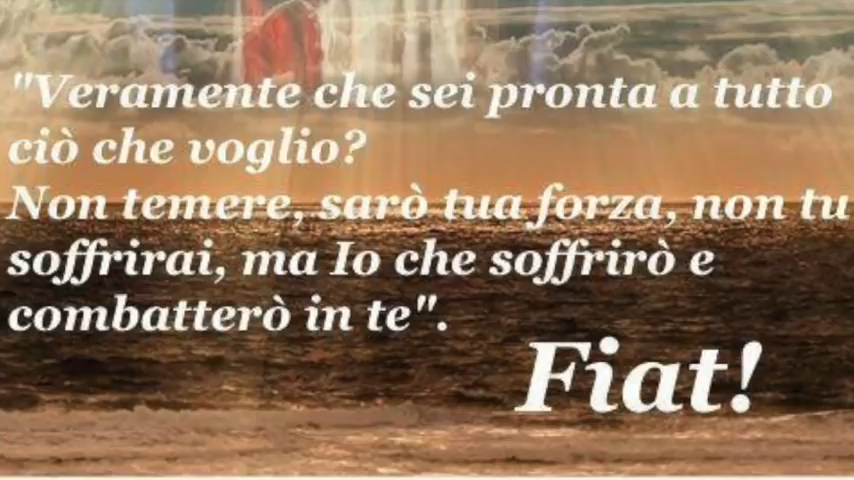 "Veramente che sei pronta a tutto
ciò che voglio?
Non temere, sarò tua forza, non tu
soffrirai, ma Io che soffrirò e
combatterò in te".
Fiat!